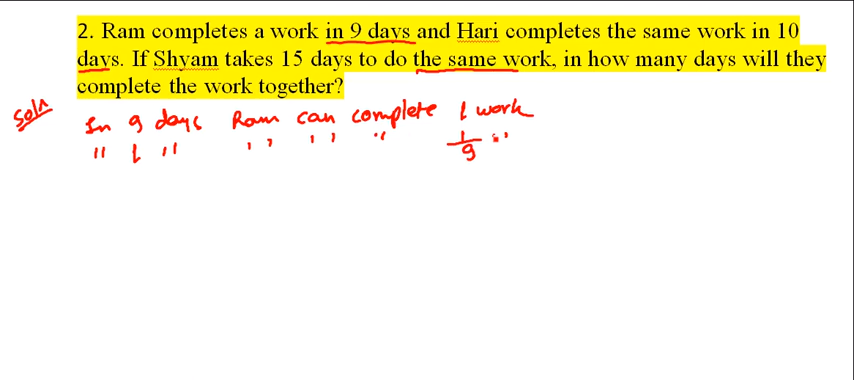 2. Ram completes a work in 9 days and Hari completes the same work in 10
days. If Shyam takes 15 days to do the same work, in how many days will they
complete the work together?
Soln
In 9 days Ram can complete 1 work
" 1 " " " " 1/9 "